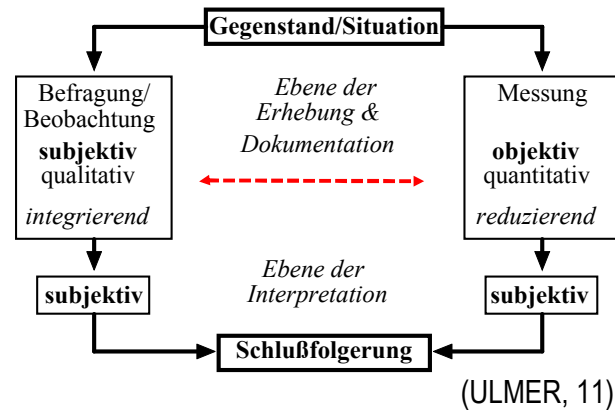 Gegenstand/Situation
Befragung/
Beobachtung
subjektiv
qualitativ
integrierend
Ebene der
Erhebung &
Dokumentation
Messung
objektiv
quantitativ
reduzierend
subjektiv
Ebene der
Interpretation
subjektiv
Schlußfolgerung
(ULMER, 11)